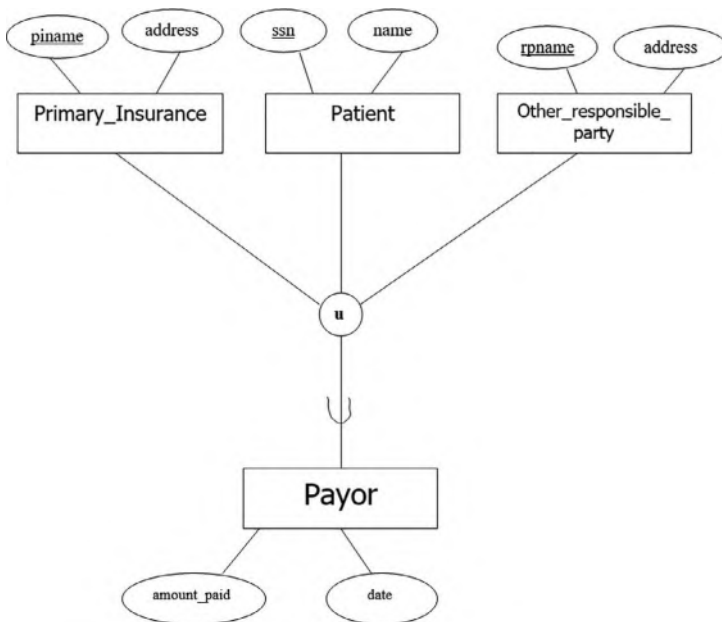 piname
address
ssn
name
rpname
address
Primary_Insurance
Patient
Other_responsible_
party
u
Payor
amount_paid
date